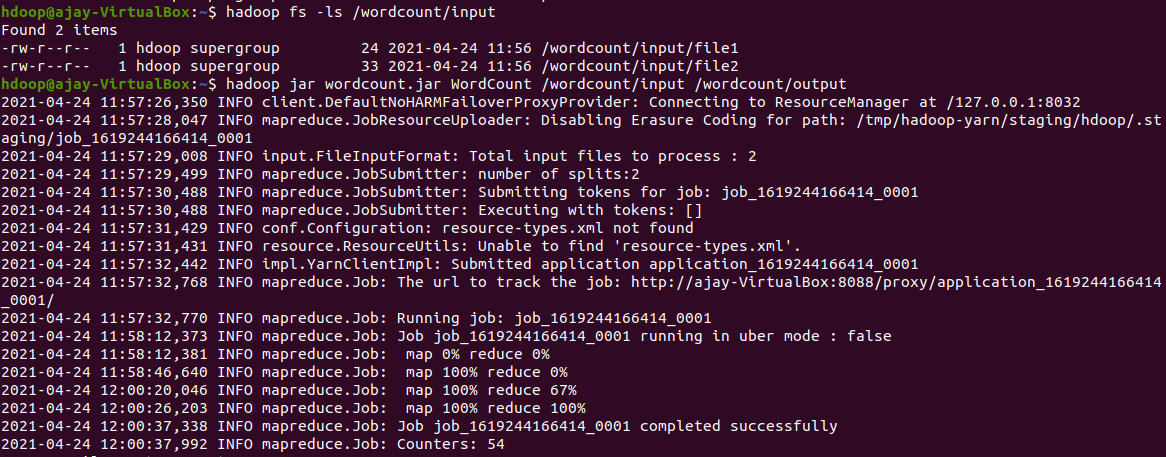 hdoop@ajay-VirtualBox:~$ hadoop fs -ls /wordcount/input
Found 2 items
-rw-r--r--   1 hdoop supergroup         24 2021-04-24 11:56 /wordcount/input/file1
-rw-r--r--   1 hdoop supergroup         33 2021-04-24 11:56 /wordcount/input/file2
hdoop@ajay-VirtualBox:~$ hadoop jar wordcount.jar WordCount /wordcount/input /wordcount/output
2021-04-24 11:57:26,350 INFO client.DefaultNoHARMFailoverProxyProvider: Connecting to ResourceManager at /127.0.0.1:8032
2021-04-24 11:57:28,047 INFO mapreduce.JobResourceUploader: Disabling Erasure Coding for path: /tmp/hadoop-yarn/staging/hdoop/.st
aging/job_1619244166414_0001
2021-04-24 11:57:29,008 INFO input.FileInputFormat: Total input files to process : 2
2021-04-24 11:57:29,499 INFO mapreduce.JobSubmitter: number of splits:2
2021-04-24 11:57:30,488 INFO mapreduce.JobSubmitter: Submitting tokens for job: job_1619244166414_0001
2021-04-24 11:57:30,488 INFO mapreduce.JobSubmitter: Executing with tokens: []
2021-04-24 11:57:31,429 INFO conf.Configuration: resource-types.xml not found
2021-04-24 11:57:31,431 INFO resource.ResourceUtils: Unable to find 'resource-types.xml'.
2021-04-24 11:57:32,442 INFO impl.YarnClientImpl: Submitted application application_1619244166414_0001
2021-04-24 11:57:32,768 INFO mapreduce.Job: The url to track the job: http://ajay-VirtualBox:8088/proxy/application_1619244166414
_0001/
2021-04-24 11:57:32,770 INFO mapreduce.Job: Running job: job_1619244166414_0001
2021-04-24 11:58:12,373 INFO mapreduce.Job: Job job_1619244166414_0001 running in uber mode : false
2021-04-24 11:58:12,381 INFO mapreduce.Job:  map 0% reduce 0%
2021-04-24 11:58:46,640 INFO mapreduce.Job:  map 100% reduce 0%
2021-04-24 12:00:20,046 INFO mapreduce.Job:  map 100% reduce 67%
2021-04-24 12:00:26,203 INFO mapreduce.Job:  map 100% reduce 100%
2021-04-24 12:00:37,338 INFO mapreduce.Job: Job job_1619244166414_0001 completed successfully
2021-04-24 12:00:37,992 INFO mapreduce.Job: Counters: 54